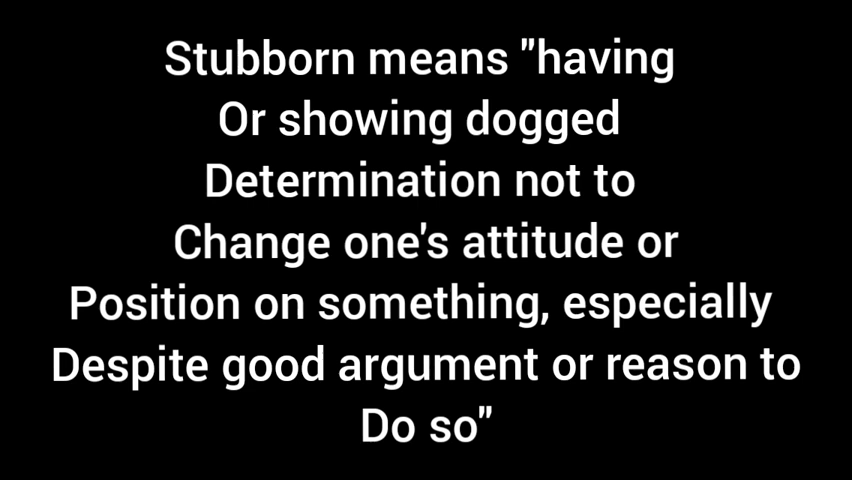 Stubborn means "having
Or showing dogged
Determination not to
Change one's attitude or
Position on something, especially
Despite good argument or reason to
Do so"